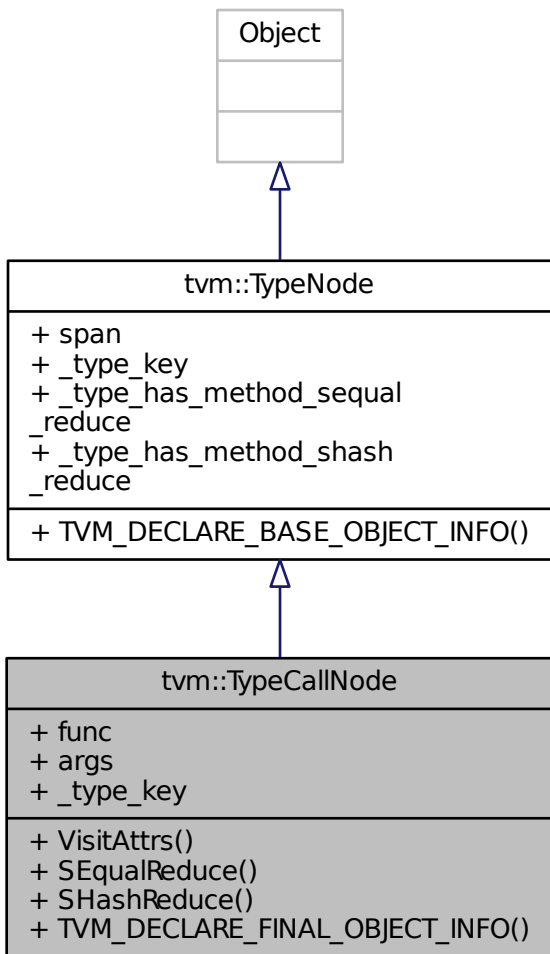 Object
tvm::TypeNode
+ span
+ _type_key
+ _type_has_method_sequal
_reduce
+ _type_has_method_shash
_reduce
+ TVM_DECLARE_BASE_OBJECT_INFO()
tvm::TypeCallNode
+ func
+ args
+ _type_key
+ VisitAttrs()
+ SEqualReduce()
+ SHashReduce()
+ TVM_DECLARE_FINAL_OBJECT_INFO()